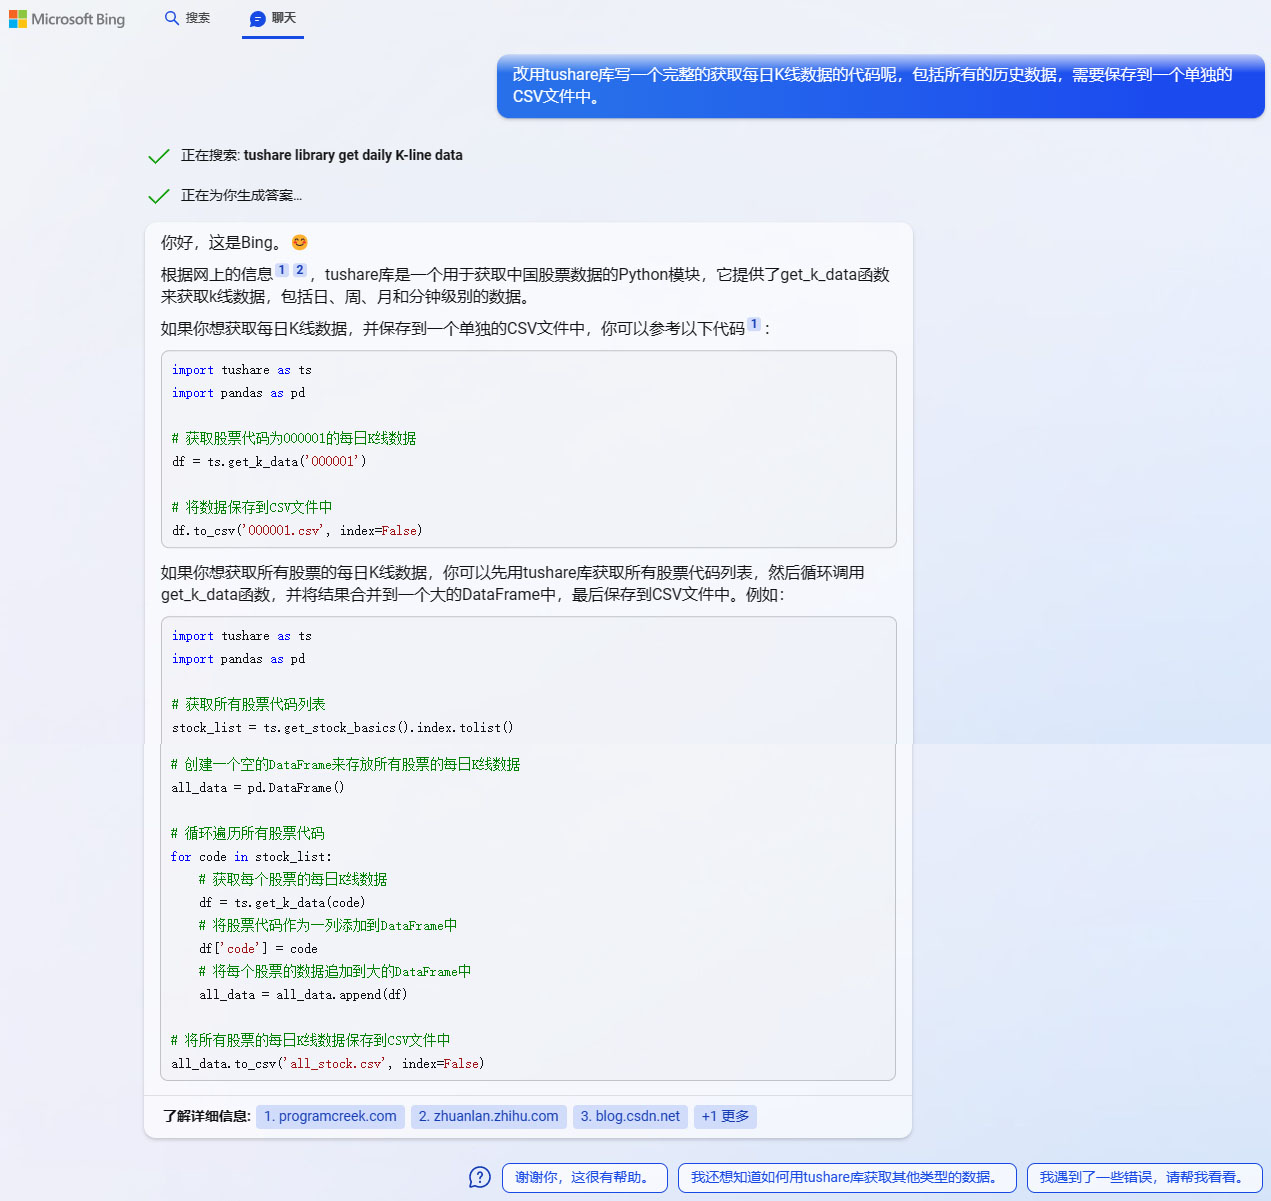 Microsoft Bing
搜索
聊天
改用tushare库写一个完整的获取每日K线数据的代码呢，包括所有的历史数据，需要保存到一个单独的
CSV文件中。
正在搜索: tushare library get daily K-line data
正在为你生成答案...
你好，这是Bing。😊
根据网上的信息1 2，tushare库是一个用于获取中国股票数据的Python模块，它提供了get_k_data函数
来获取k线数据，包括日、周、月和分钟级别的数据。
如果你想获取每日K线数据，并保存到一个单独的CSV文件中，你可以参考以下代码1：
import tushare as ts
import pandas as pd
# 获取股票代码为000001的每日K线数据
df = ts.get_k_data('000001')
# 将数据保存到CSV文件中
df.to_csv('000001.csv', index=False)
如果你想获取所有股票的每日K线数据，你可以先用tushare库获取所有股票代码列表，然后循环调用
get_k_data函数，并将结果合并到一个大的DataFrame中，最后保存到CSV文件中。例如：
import tushare as ts
import pandas as pd
# 获取所有股票代码列表
stock_list = ts.get_stock_basics().index.tolist()
# 创建一个空的DataFrame来存放所有股票的每日K线数据
all_data = pd.DataFrame()
# 循环遍历所有股票代码
for code in stock_list:
    # 获取每个股票的每日K线数据
    df = ts.get_k_data(code)
    # 将股票代码作为一列添加到DataFrame中
    df['code'] = code
    # 将每个股票的数据追加到大的DataFrame中
    all_data = all_data.append(df)
# 将所有股票的每日K线数据保存到CSV文件中
all_data.to_csv('all_stock.csv', index=False)
了解详细信息: 1. programcreek.com 2. zhuanlan.zhihu.com 3. blog.csdn.net +1 更多
谢谢你，这很有帮助。 我还想知道如何用tushare库获取其他类型的数据。 我遇到了一些错误，请帮我看看。